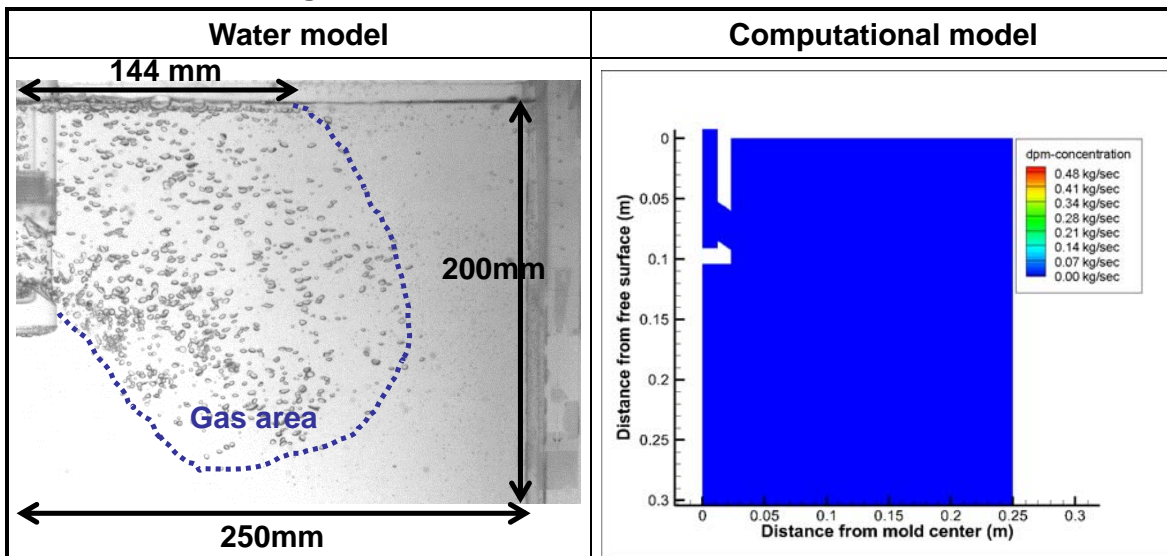 Water model
Computational model
144 mm
200mm
Gas area
250mm
dpm-concentration
0.48 kg/sec
0.41 kg/sec
0.34 kg/sec
0.28 kg/sec
0.21 kg/sec
0.14 kg/sec
0.07 kg/sec
0.00 kg/sec
Distance from free surface (m)
0
0.05
0.1
0.15
0.2
0.25
0.3
0 0.05 0.1 0.15 0.2 0.25 0.3
Distance from mold center (m)